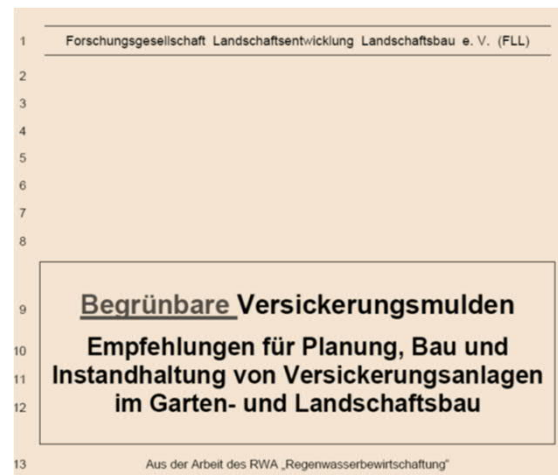 1 Forschungsgesellschaft Landschaftsentwicklung Landschaftsbau e. V. (FLL)
2
3
4
5
6
7
8
9 Begrünbare Versickerungsmulden
10 Empfehlungen für Planung, Bau und
11 Instandhaltung von Versickerungsanlagen
12 im Garten- und Landschaftsbau
13 Aus der Arbeit des RWA „Regenwasserbewirtschaftung"